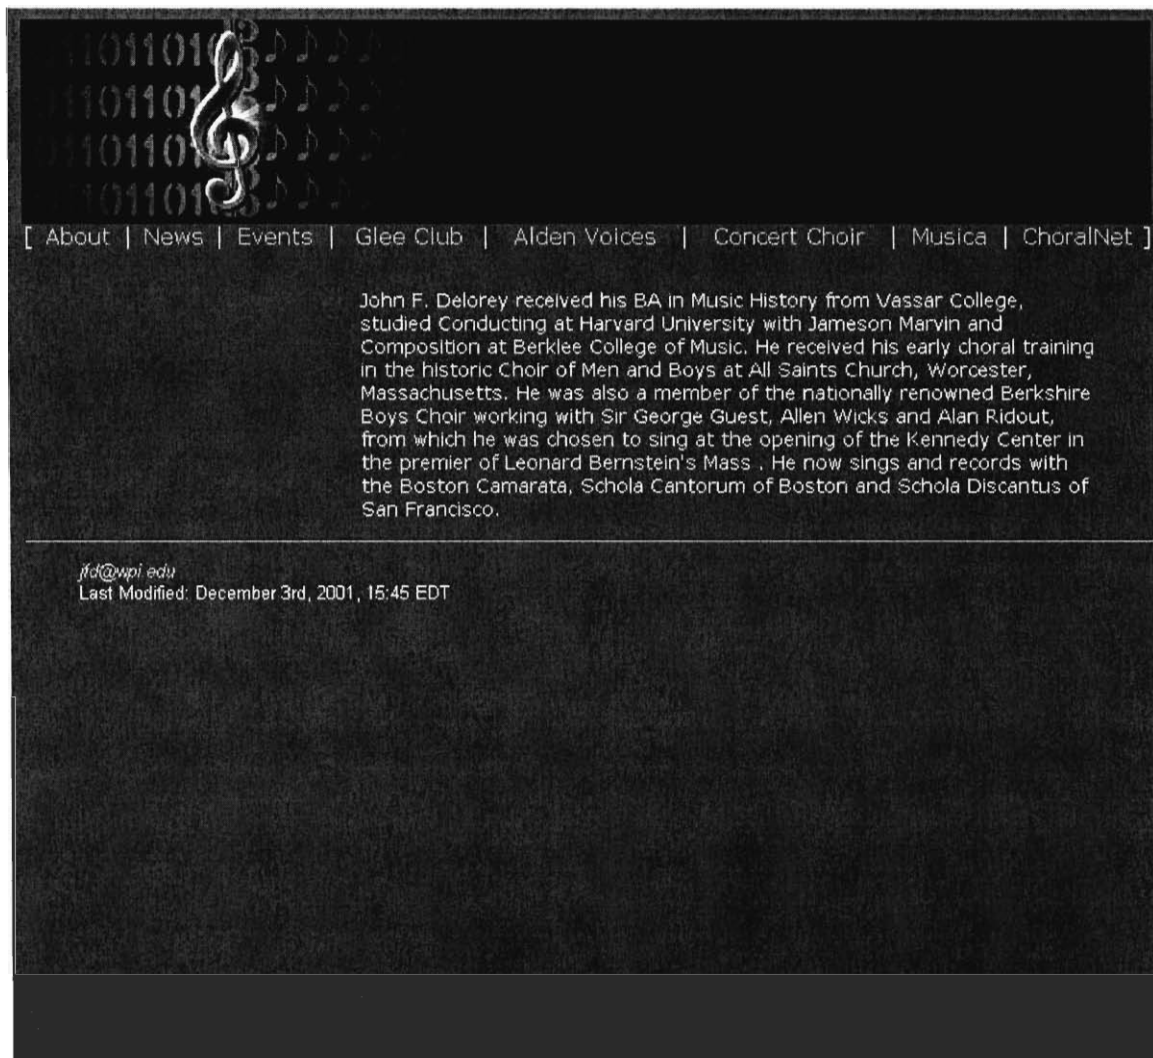 [ About | News | Events | Glee Club | Alden Voices | Concert Choir | Musica | ChoralNet ]
John F. Delorey received his BA in Music History from Vassar College,
studied Conducting at Harvard University with Jameson Marvin and
Composition at Berklee College of Music. He received his early choral training
in the historic Choir of Men and Boys at All Saints Church, Worcester,
Massachusetts. He was also a member of the nationally renowned Berkshire
Boys Choir working with Sir George Guest, Allen Wicks and Alan Ridout,
from which he was chosen to sing at the opening of the Kennedy Center in
the premier of Leonard Bernstein's Mass . He now sings and records with
the Boston Camarata, Schola Cantorum of Boston and Schola Discantus of
San Francisco.
jfd@wpi.edu
Last Modified: December 3rd, 2001, 15:45 EDT